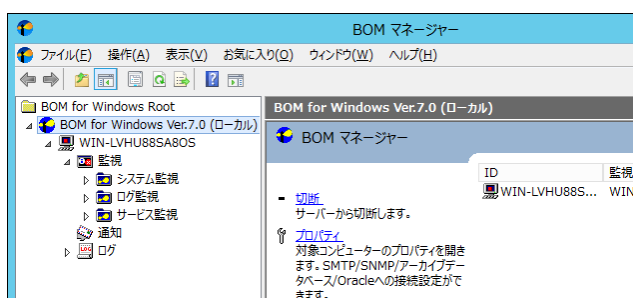 BOM マネージャー
ファイル(F) 操作(A) 表示(V) お気に入り(O) ウィンドウ(W) ヘルプ(H)
BOM for Windows Root
BOM for Windows Ver.7.0 (ローカル)
WIN-LVHU88SA8OS
監視
システム監視
ログ監視
サービス監視
通知
ログ
BOM for Windows Ver.7.0 (ローカル)
BOM マネージャー
切断
サーバーから切断します。
プロパティ
対象コンピューターのプロパティを開き
ます。SMTP/SNMP/アーカイブデー
タベース/Oracleへの接続設定がで
きます。
ID 監視
WIN-LVHU88S... WIN